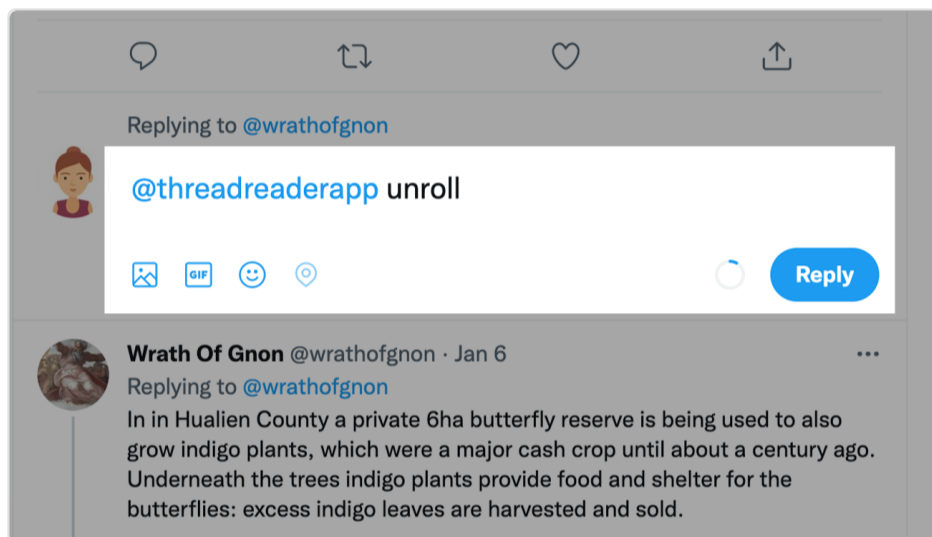 Replying to @wrathofgnon
@threadreaderapp unroll
GIF
Reply
Wrath Of Gnon @wrathofgnon · Jan 6
Replying to @wrathofgnon
In in Hualien County a private 6ha butterfly reserve is being used to also
grow indigo plants, which were a major cash crop until about a century ago.
Underneath the trees indigo plants provide food and shelter for the
butterflies: excess indigo leaves are harvested and sold.